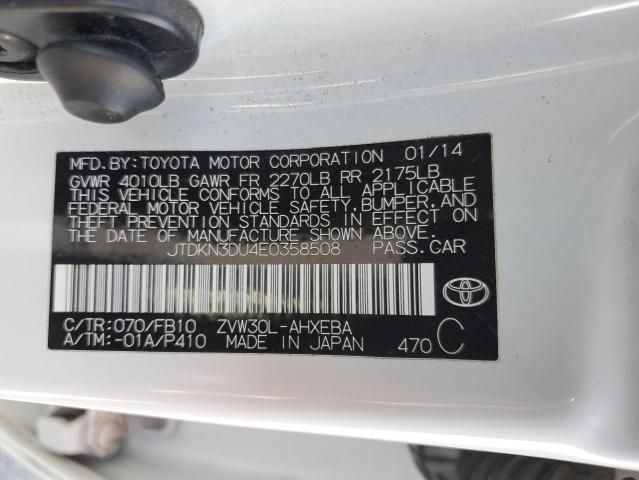 MFD.BY:TOYOTA MOTOR CORPORATION 01/14
GVWR 4010LB GAWR FR 2270LB RR 2175LB
THIS VEHICLE CONFORMS TO ALL APPLICABLE
FEDERAL MOTOR VEHICLE SAFETY,BUMPER,AND
THEFT PREVENTION STANDARDS IN EFFECT ON
THE DATE OF MANUFACTURE SHOWN ABOVE.
JTDKN3DU4E0358508 PASS.CAR
C/TR:070/FB10 ZVW30L-AHXEBA
A/TM:-01A/P410 MADE IN JAPAN 470 C